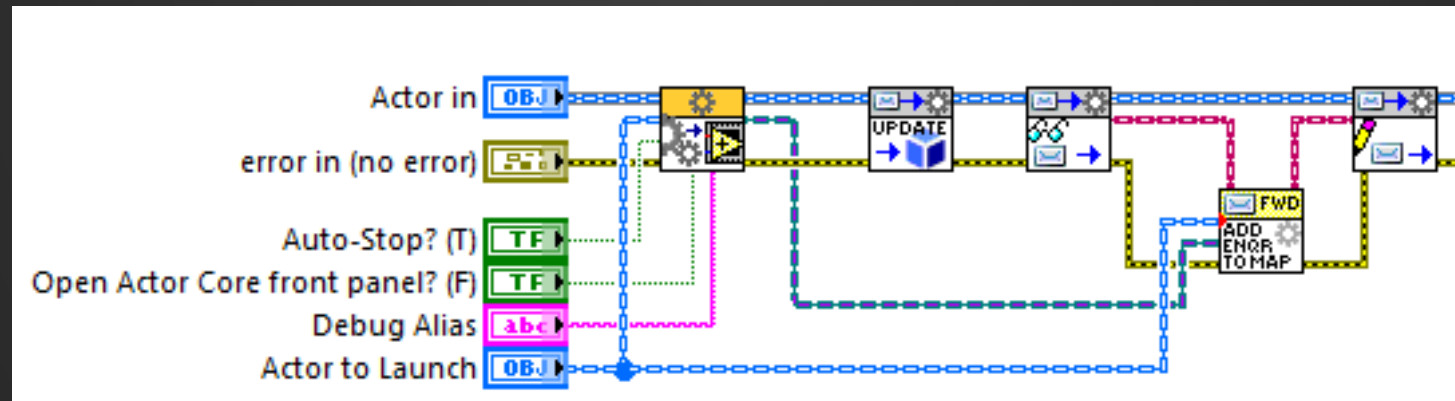 Actor in
OBJ
error in (no error)
Auto-Stop? (T)
TF
Open Actor Core front panel? (F)
TF
Debug Alias
abc
Actor to Launch
OBJ
UPDATE
FWD
ADD
ENQR
TO MAP